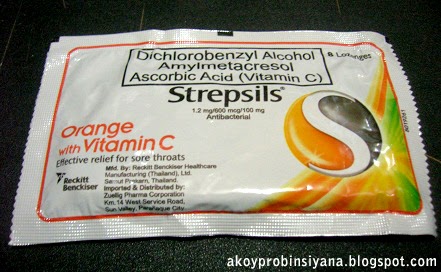 Dichlorobenzyl Alcohol
Amylmetacresol
Ascorbic Acid (Vitamin C)
8 Lozenges
Strepsils®
1.2 mg/600 mcg/100 mg
Antibacterial
Orange
with Vitamin C
Effective relief for sore throats
Reckitt
Benckiser
Mfd. By: Reckitt Benckiser Healthcare
Manufacturing (Thailand), Ltd.
Prakarn, Thailand.
Imported & Distributed by:
Zuellig Pharma Corporation
Km. 14 West Service Road,
Sun Valley, Parañaque City
akoyprobinsiyana.blogspot.com